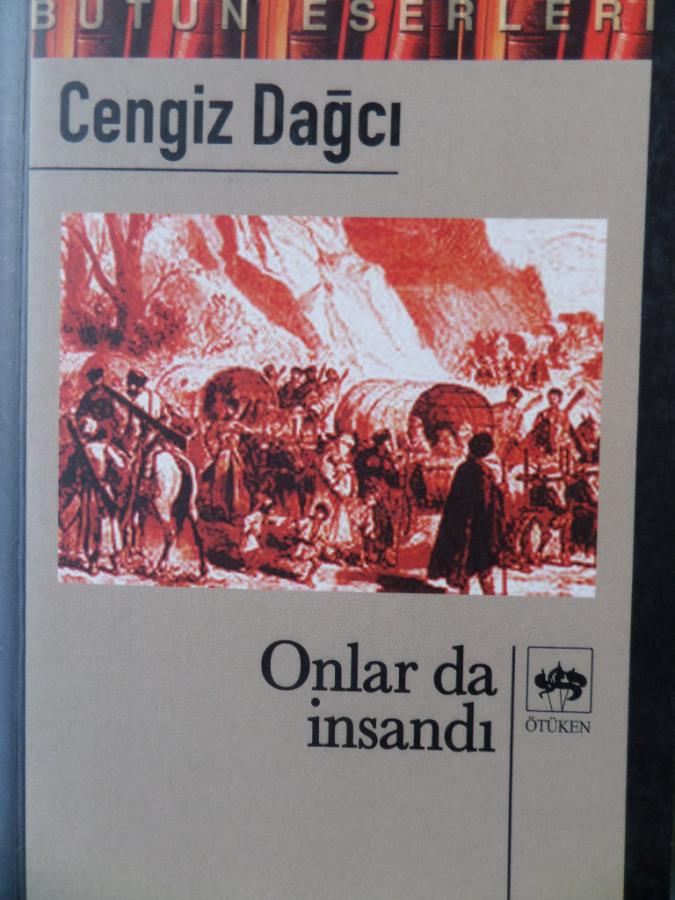 BÜTÜN ESERLERİ
Cengiz Dağcı
Onlar da
insandı
ÖTÜKEN